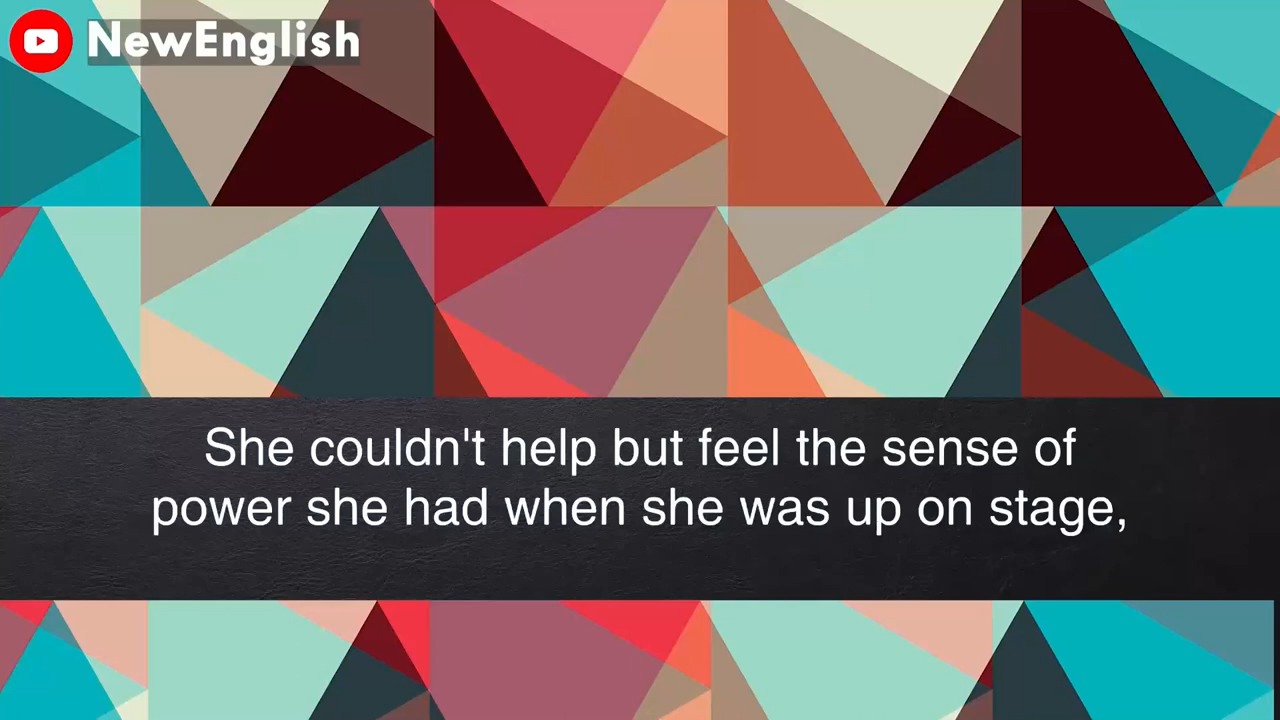 NewEnglish
She couldn't help but feel the sense of
power she had when she was up on stage,